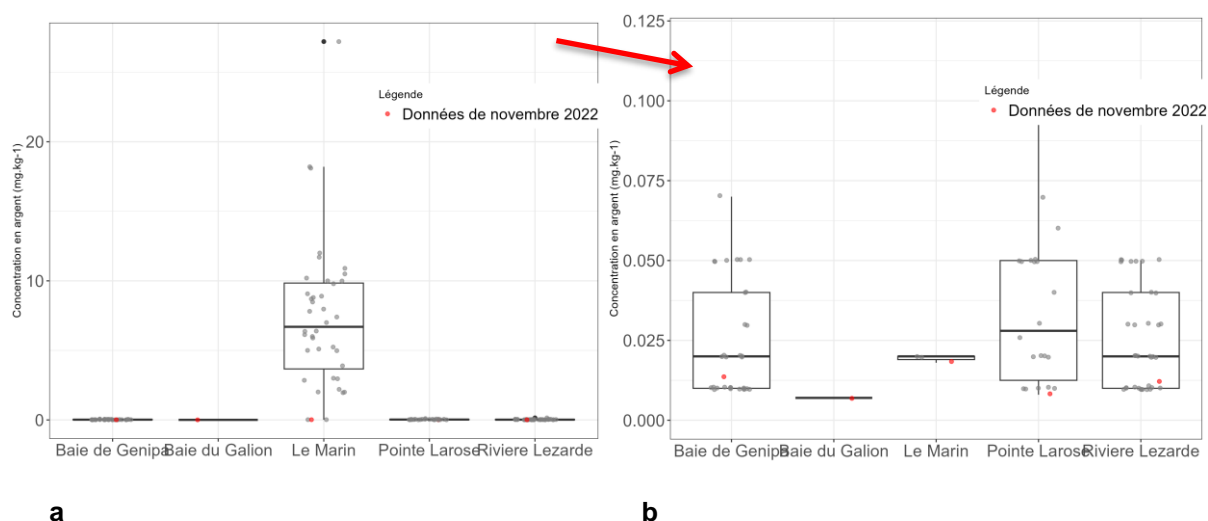 Concentration en argent (mg.kg-1)
20
10
0
Légende
Données de novembre 2022
Baie de Genipa
Baie du Galion
Le Marin
Pointe Larose
Riviere Lezarde
a
Concentration en argent (mg.kg-1)
0.125
0.100
0.075
0.050
0.025
0.000
Légende
Données de novembre 2022
Baie de Genipa
Baie du Galion
Le Marin
Pointe Larose
Riviere Lezarde
b